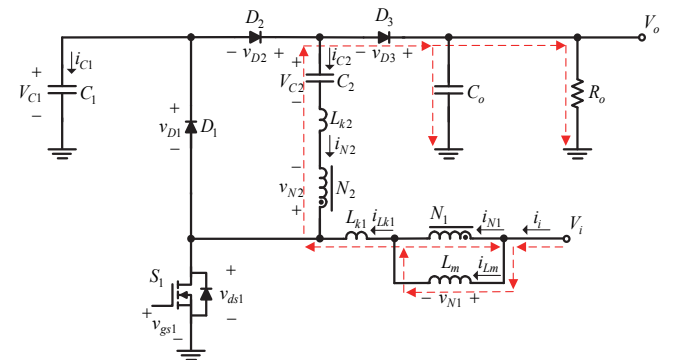 D2
D3
Vo
+
iC1
− vD2 +
iC2
− vD3 +
+
VC1
C1
VC2
C2
Co
Ro
−
−
+
vD1
D1
Lk2
−
−
iN2
vN2
N2
+
Lk1
iLk1
N1
iN1
ii
Vi
S1
+
Lm
iLm
vds1
− vN1 +
+
vgs1
−
−